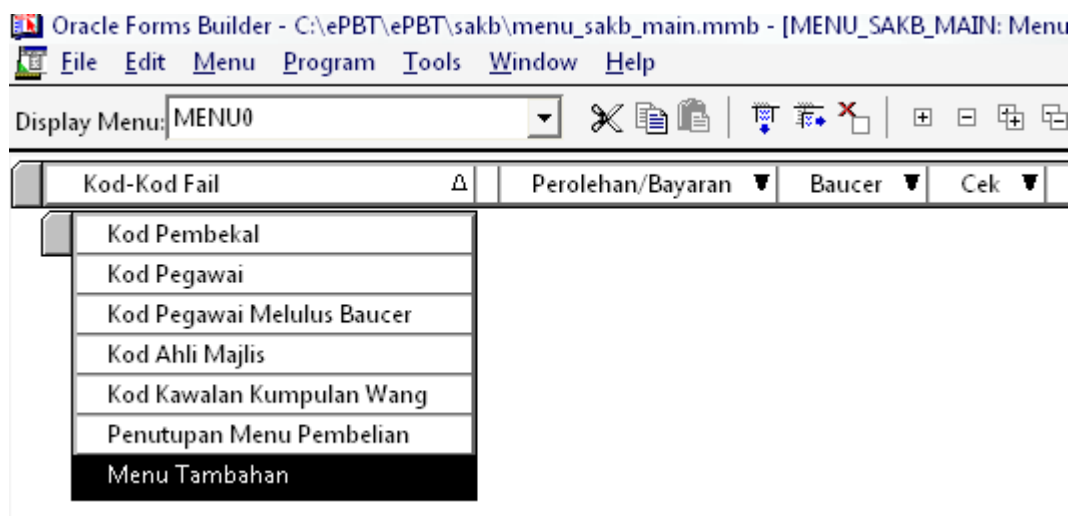 Oracle Forms Builder - C:\ePBT\ePBT\sakb\menu_sakb_main.mmb - [MENU_SAKB_MAIN: Menu
File Edit Menu Program Tools Window Help
Display Menu: MENU0
Kod-Kod Fail Perolehan/Bayaran Baucer Cek
Kod Pembekal
Kod Pegawai
Kod Pegawai Melulus Baucer
Kod Ahli Majlis
Kod Kawalan Kumpulan Wang
Penutupan Menu Pembelian
Menu Tambahan